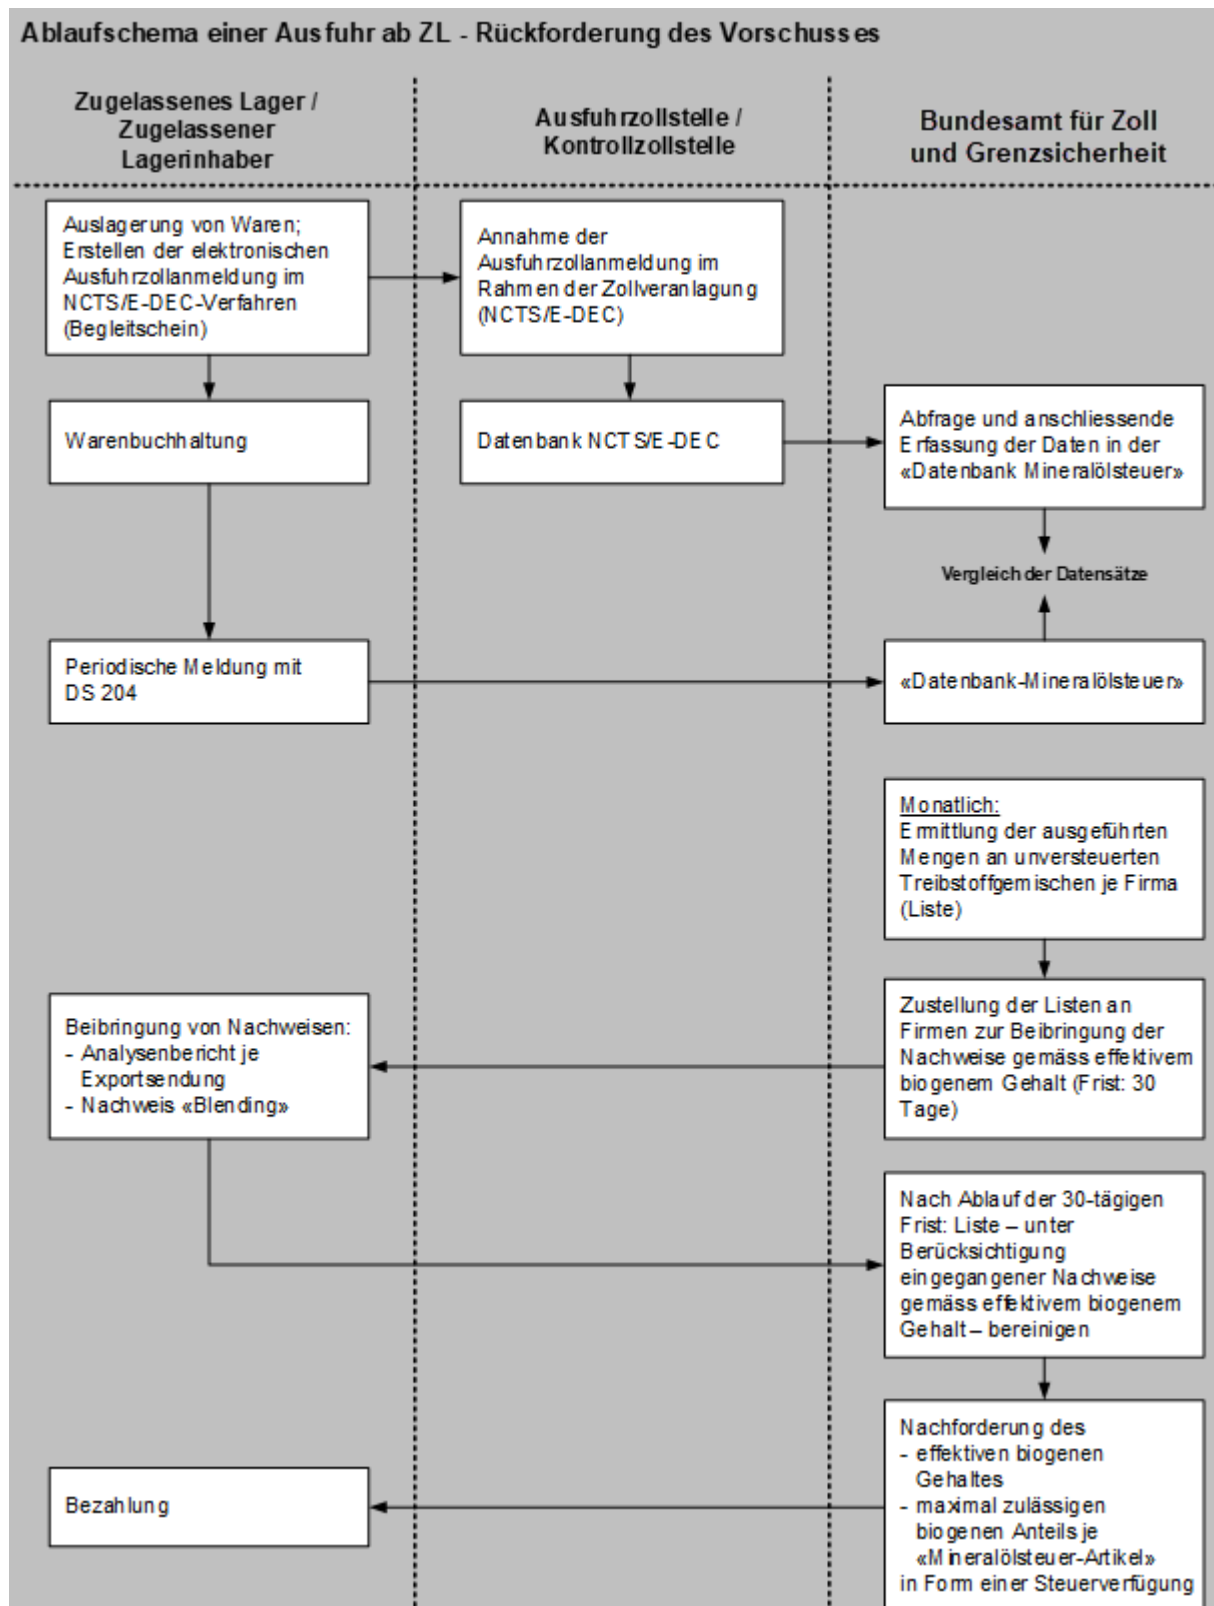 Ablaufschema einer Ausfuhr ab ZL - Rückforderung des Vorschusses
Zugelassenes Lager /
Zugelassener
Lagerinhaber
Ausfuhrzollstelle /
Kontrollzollstelle
Bundesamt für Zoll
und Grenzsicherheit
Auslagerung von Waren;
Erstellen der elektronischen
Ausfuhrzollanmeldung im
NCTS/E-DEC-Verfahren
(Begleitschein)
Annahme der
Ausfuhrzollanmeldung im
Rahmen der Zollveranlagung
(NCTS/E-DEC)
Warenbuchhaltung
Datenbank NCTS/E-DEC
Abfrage und anschliessende
Erfassung der Daten in der
«Datenbank Mineralölsteuer»
Vergleich der Datensätze
Periodische Meldung mit
DS 204
«Datenbank-Mineralölsteuer»
Monatlich:
Ermittlung der ausgeführten
Mengen an unversteuerten
Treibstoffgemischen je Firma
(Liste)
Zustellung der Listen an
Firmen zur Beibringung der
Nachweise gemäss effektivem
biogenem Gehalt (Frist: 30
Tage)
Beibringung von Nachweisen:
- Analysenbericht je
Exportsendung
- Nachweis «Blending»
Nach Ablauf der 30-tägigen
Frist: Liste – unter
Berücksichtigung
eingegangener Nachweise
gemäss effektivem biogenem
Gehalt – bereinigen
Nachforderung des
- effektiven biogenen
Gehaltes
- maximal zulässigen
biogenen Anteils je
«Mineralölsteuer-Artikel»
in Form einer Steuerverfügung
Bezahlung